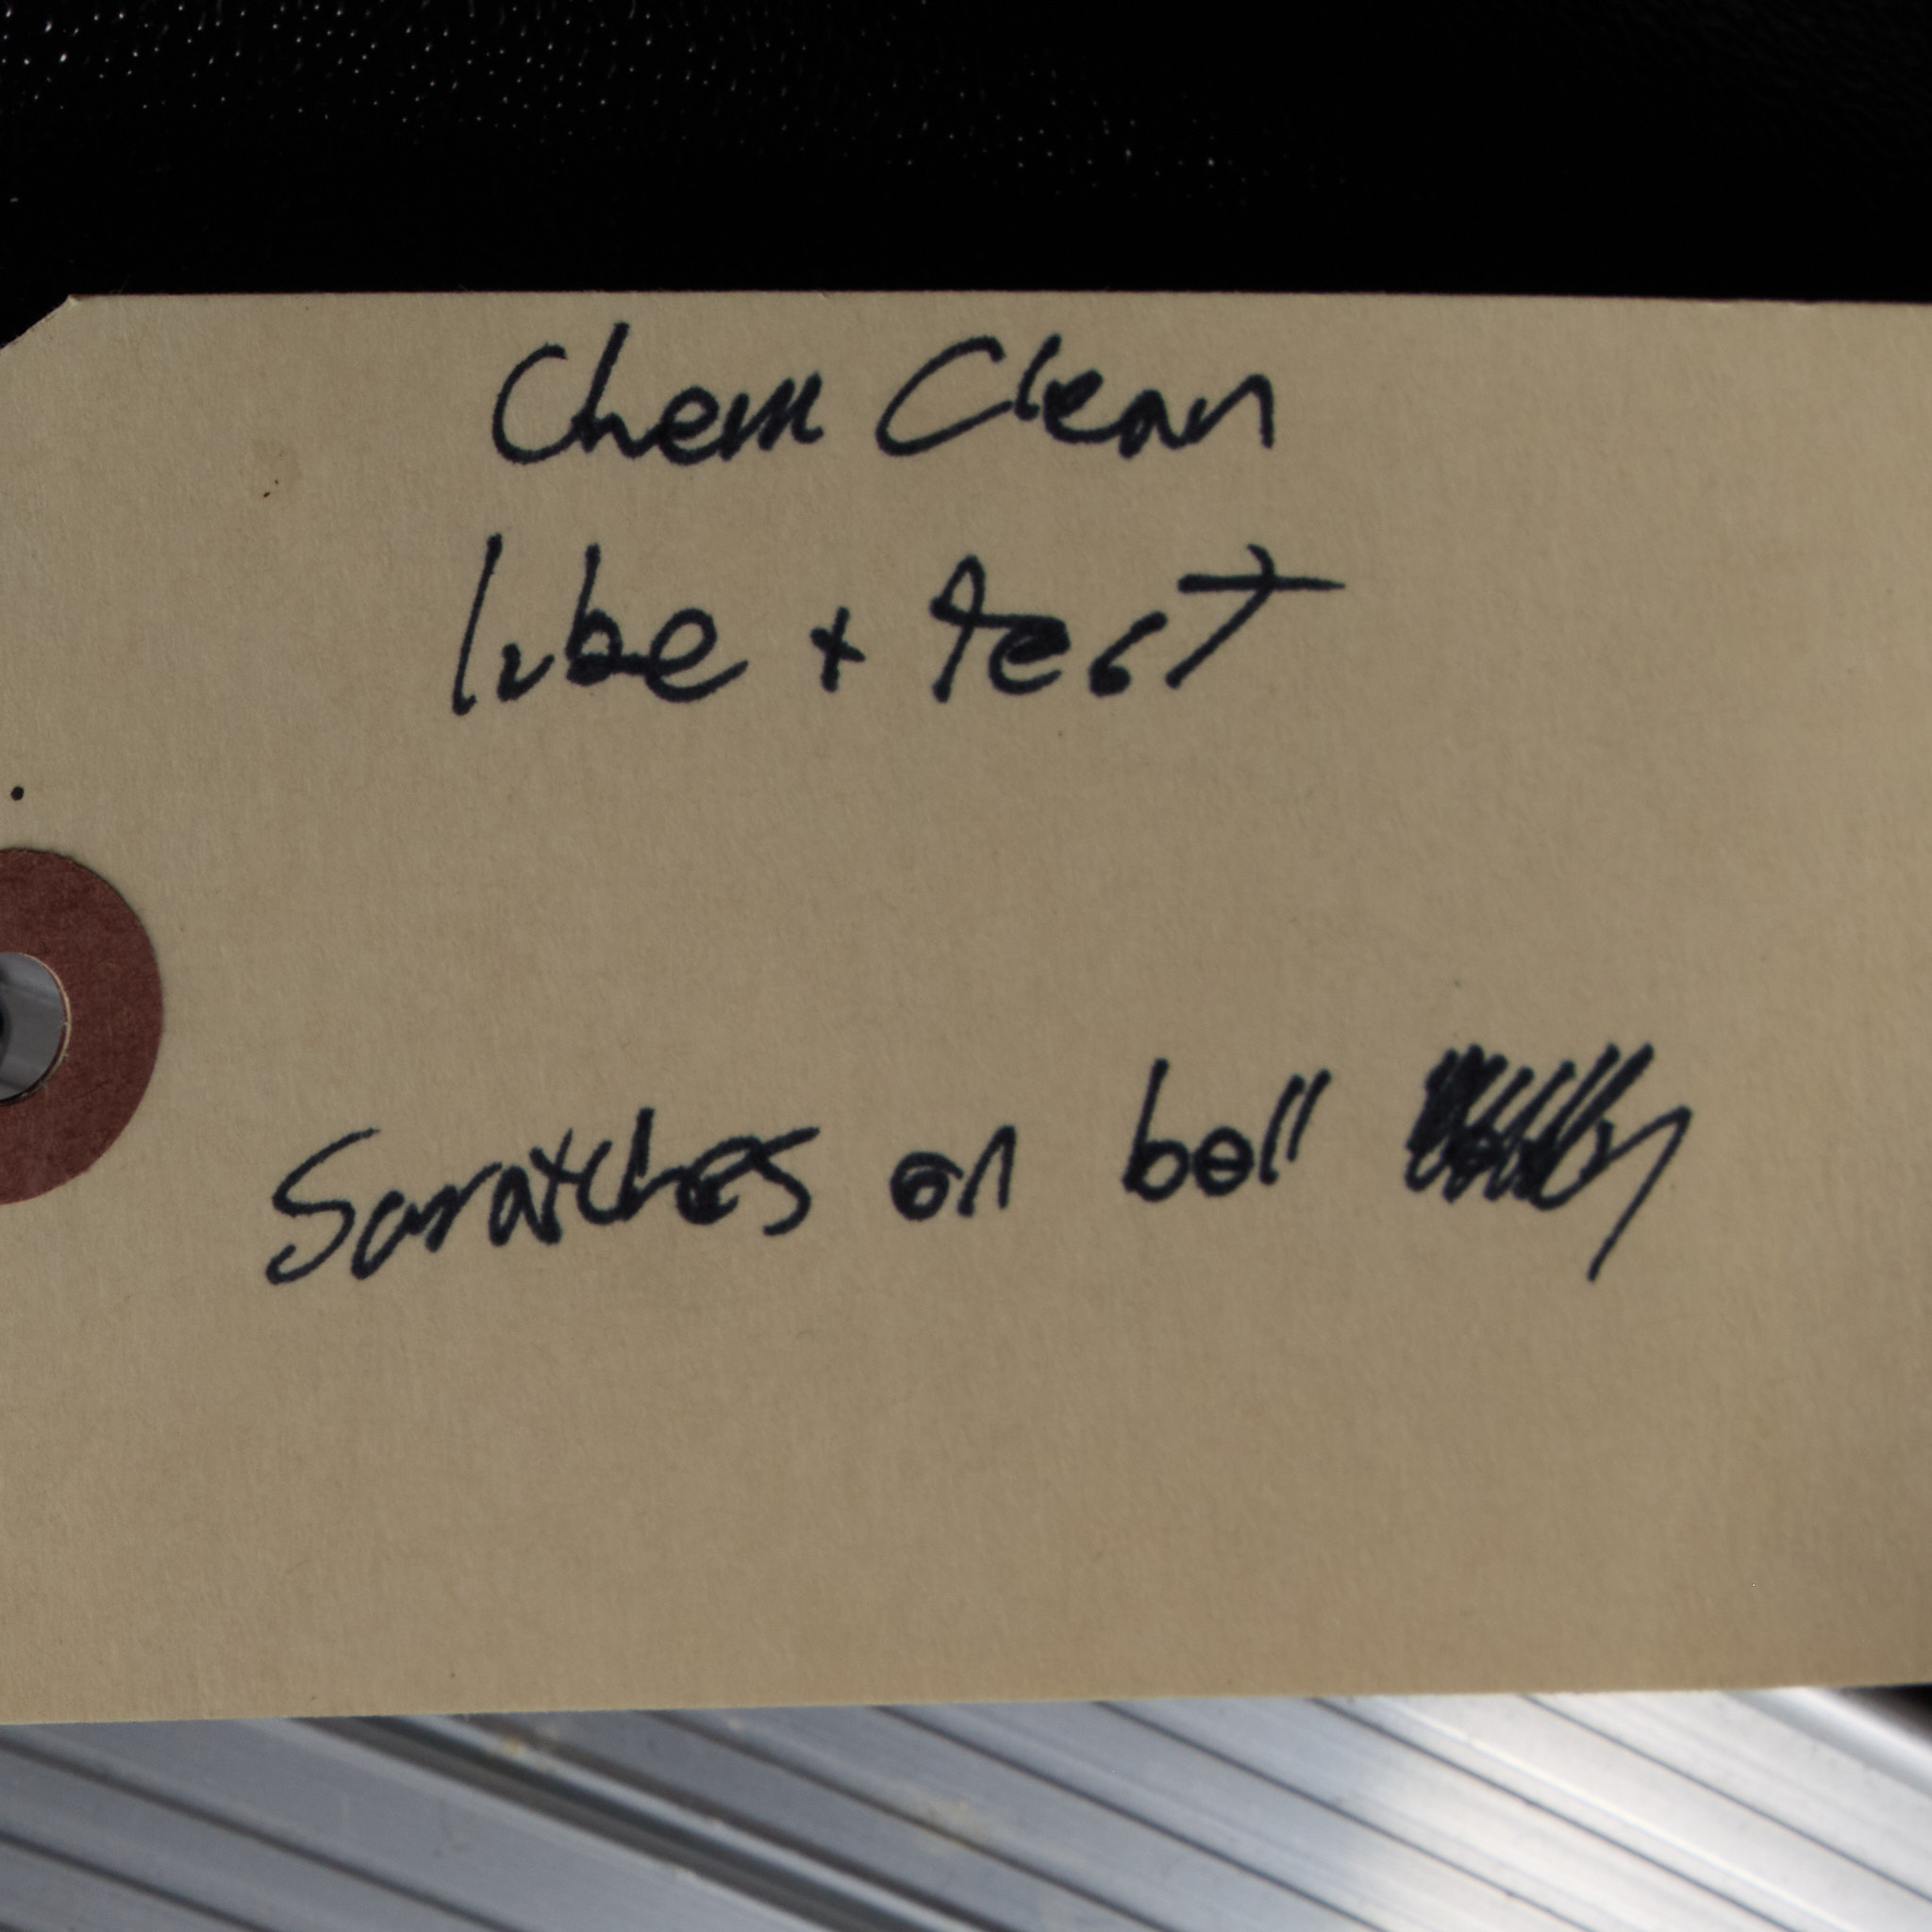 Chem Clean
lube + test
Scratches on bell